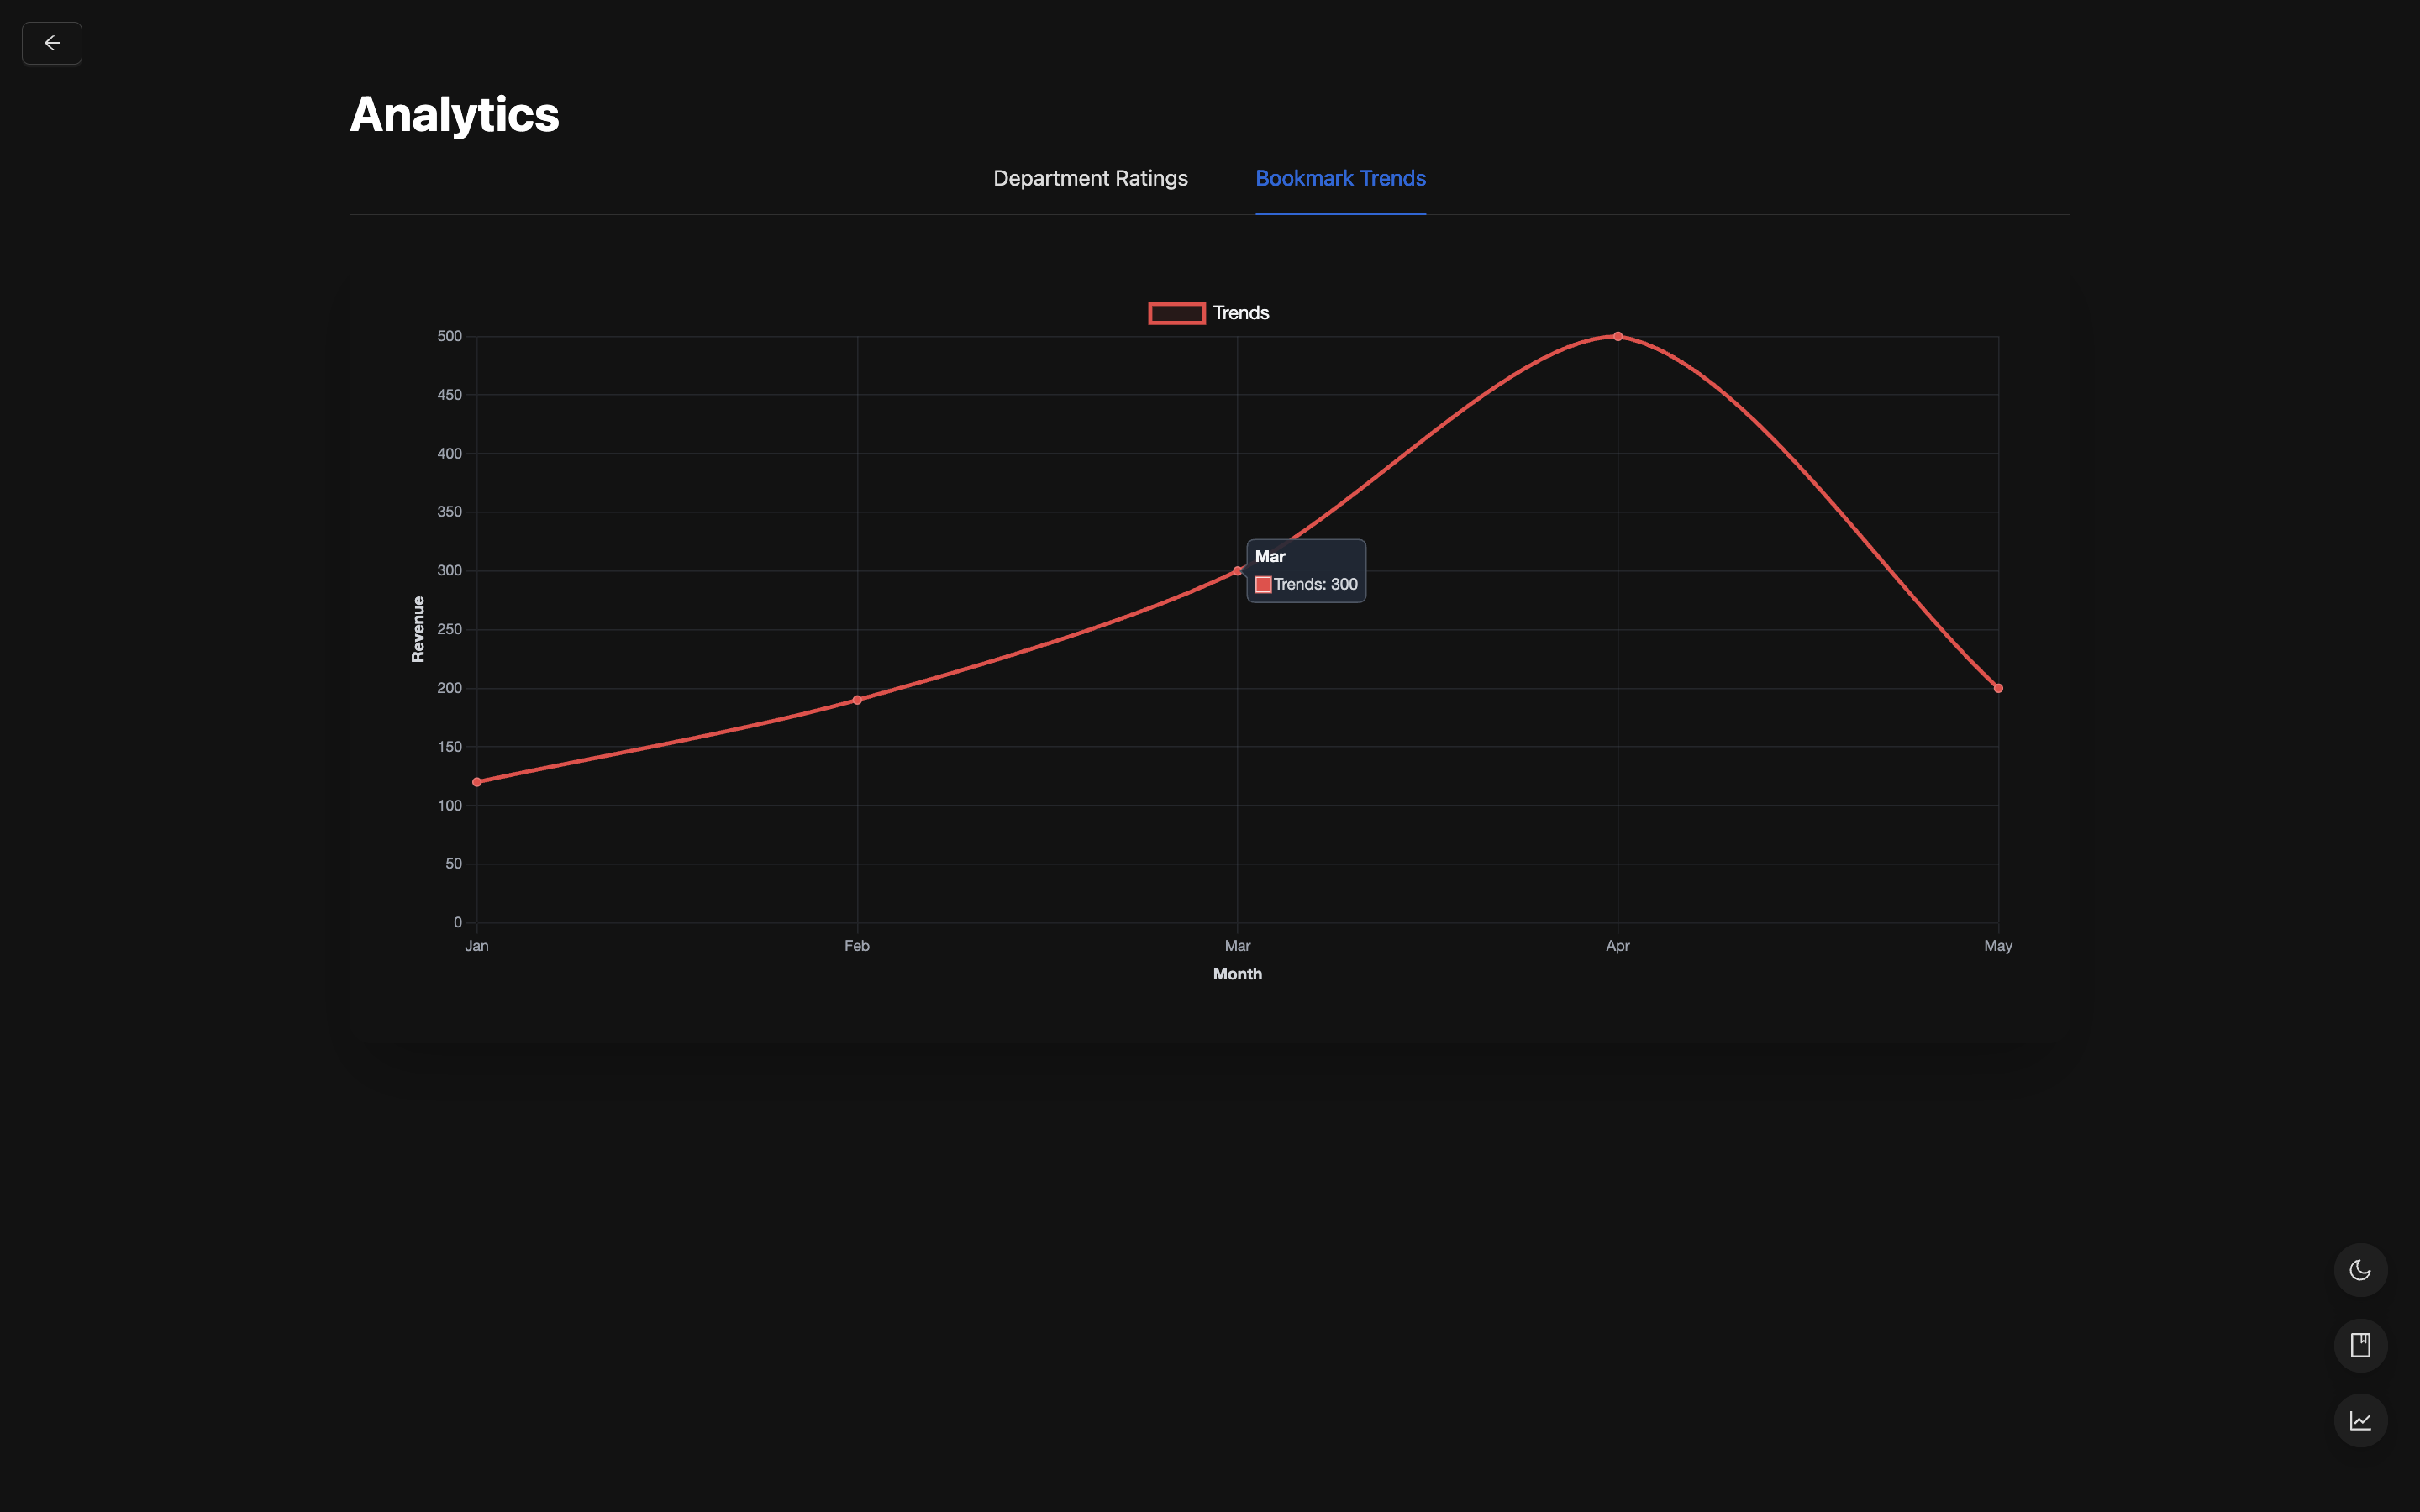 Analytics
Department Ratings
Bookmark Trends
Trends
500
450
400
350
300
250
200
150
100
50
0
Revenue
Mar
Trends: 300
Jan
Feb
Mar
Apr
May
Month